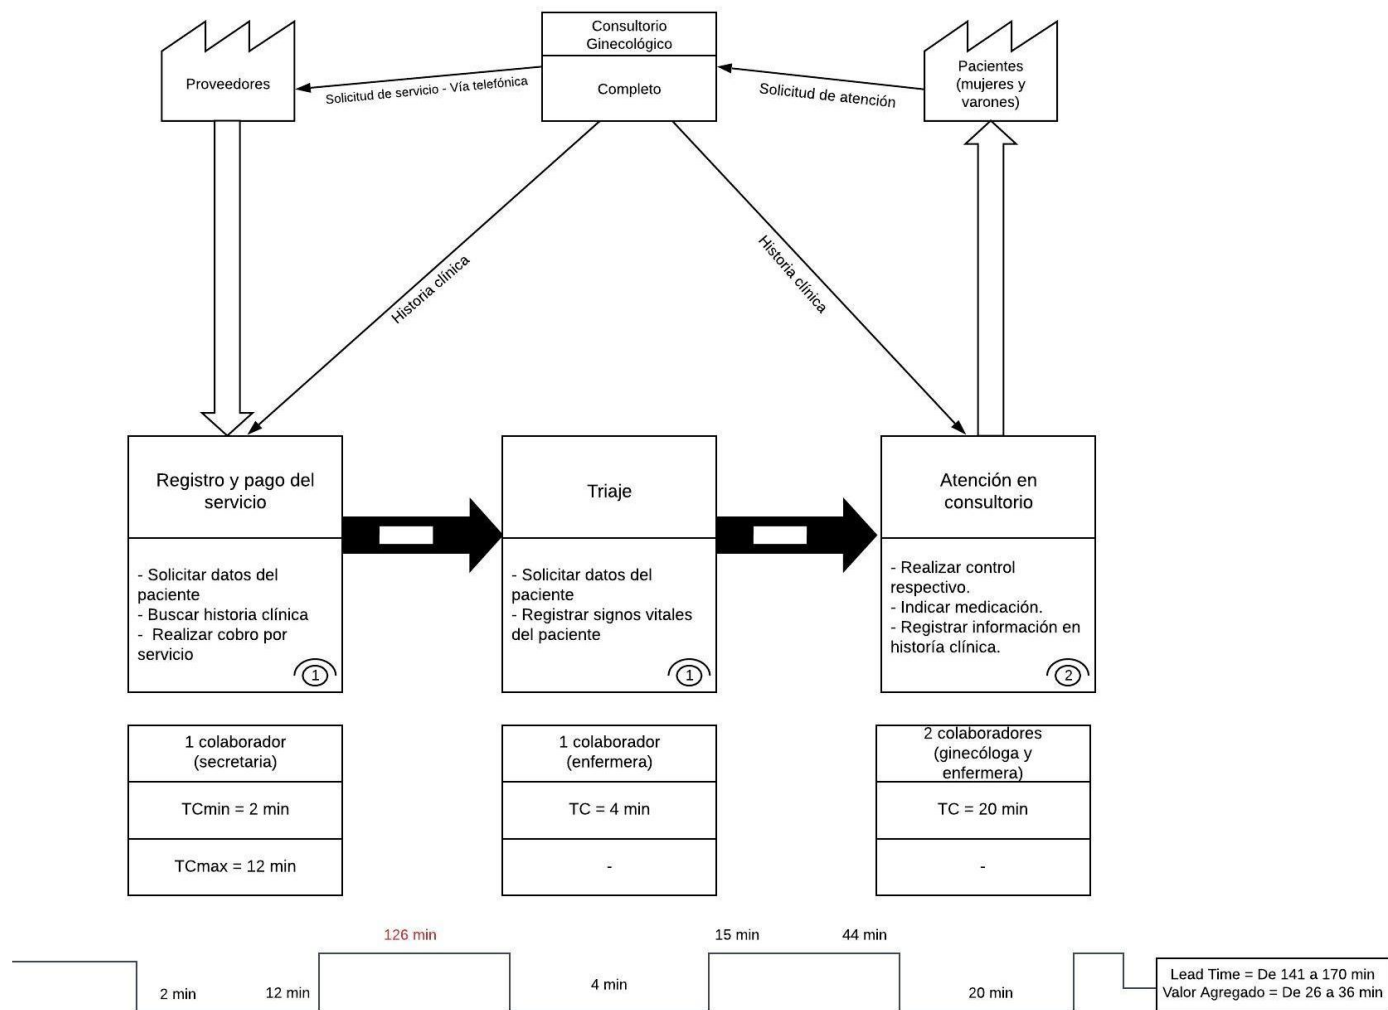 Consultorio
Ginecológico
Completo
Proveedores
Solicitud de servicio - Vía telefónica
Solicitud de atención
Pacientes
(mujeres y
varones)
Historia clínica
Historia clínica
Registro y pago del
servicio
- Solicitar datos del
paciente
- Buscar historia clínica
- Realizar cobro por
servicio
1
Triaje
- Solicitar datos del
paciente
- Registrar signos vitales
del paciente
1
Atención en
consultorio
- Realizar control
respectivo.
- Indicar medicación.
- Registrar información en
historía clínica.
2
1 colaborador
(secretaria)
TCmin = 2 min
TCmax = 12 min
1 colaborador
(enfermera)
TC = 4 min
-
2 colaboradores
(ginecóloga y
enfermera)
TC = 20 min
-
126 min
15 min
44 min
2 min
12 min
4 min
20 min
Lead Time = De 141 a 170 min
Valor Agregado = De 26 a 36 min